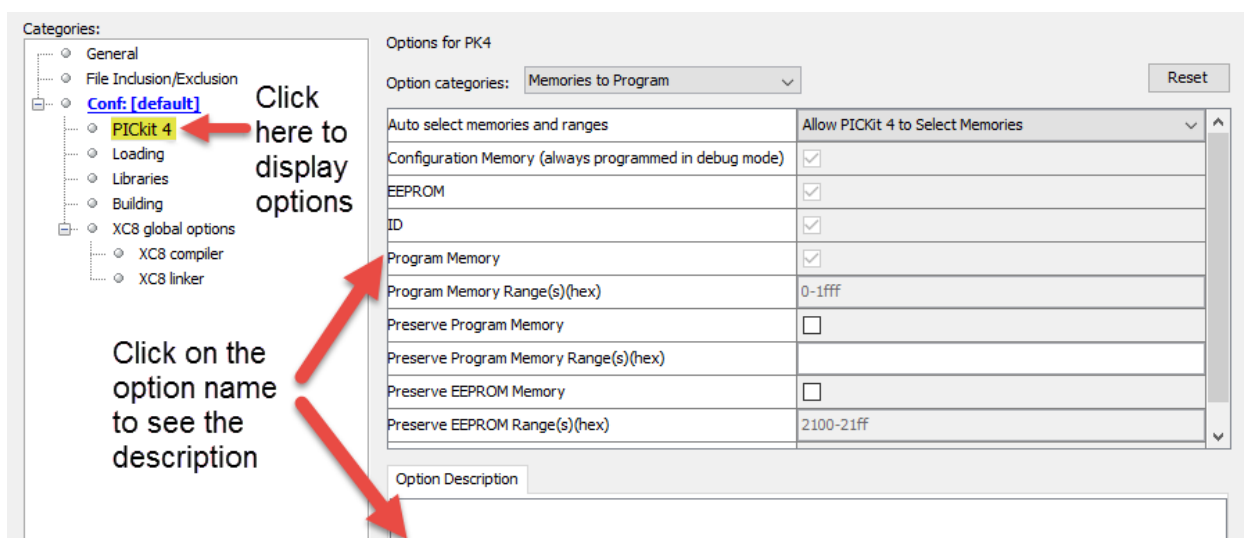 Categories:
General
File Inclusion/Exclusion
Conf: [default]
PICkit 4
Loading
Libraries
Building
XC8 global options
XC8 compiler
XC8 linker
Click
here to
display
options
Click on the
option name
to see the
description
Options for PK4
Option categories: Memories to Program Reset
Auto select memories and ranges Allow PICKit 4 to Select Memories
Configuration Memory (always programmed in debug mode)
EEPROM
ID
Program Memory
Program Memory Range(s)(hex) 0-1fff
Preserve Program Memory
Preserve Program Memory Range(s)(hex)
Preserve EEPROM Memory
Preserve EEPROM Range(s)(hex) 2100-21ff
Option Description